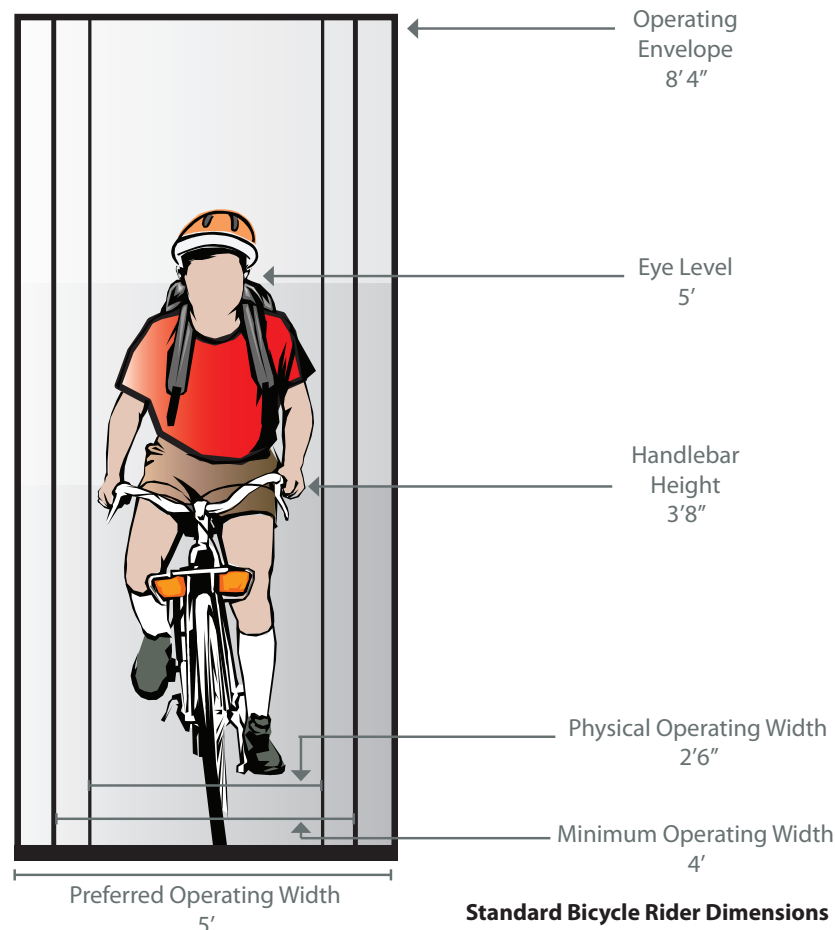 Operating
Envelope
8’ 4”
Eye Level
5’
Handlebar
Height
3’8”
Physical Operating Width
2’6”
Minimum Operating Width
4’
Preferred Operating Width
5’
Standard Bicycle Rider Dimensions